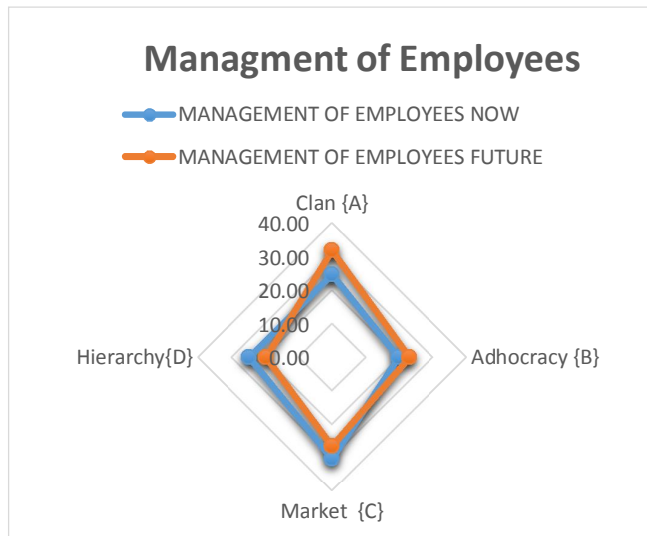 Managment of Employees
MANAGEMENT OF EMPLOYEES NOW
MANAGEMENT OF EMPLOYEES FUTURE
Clan {A}
40.00
30.00
20.00
10.00
0.00
Hierarchy{D}
Adhocracy {B}
Market {C}